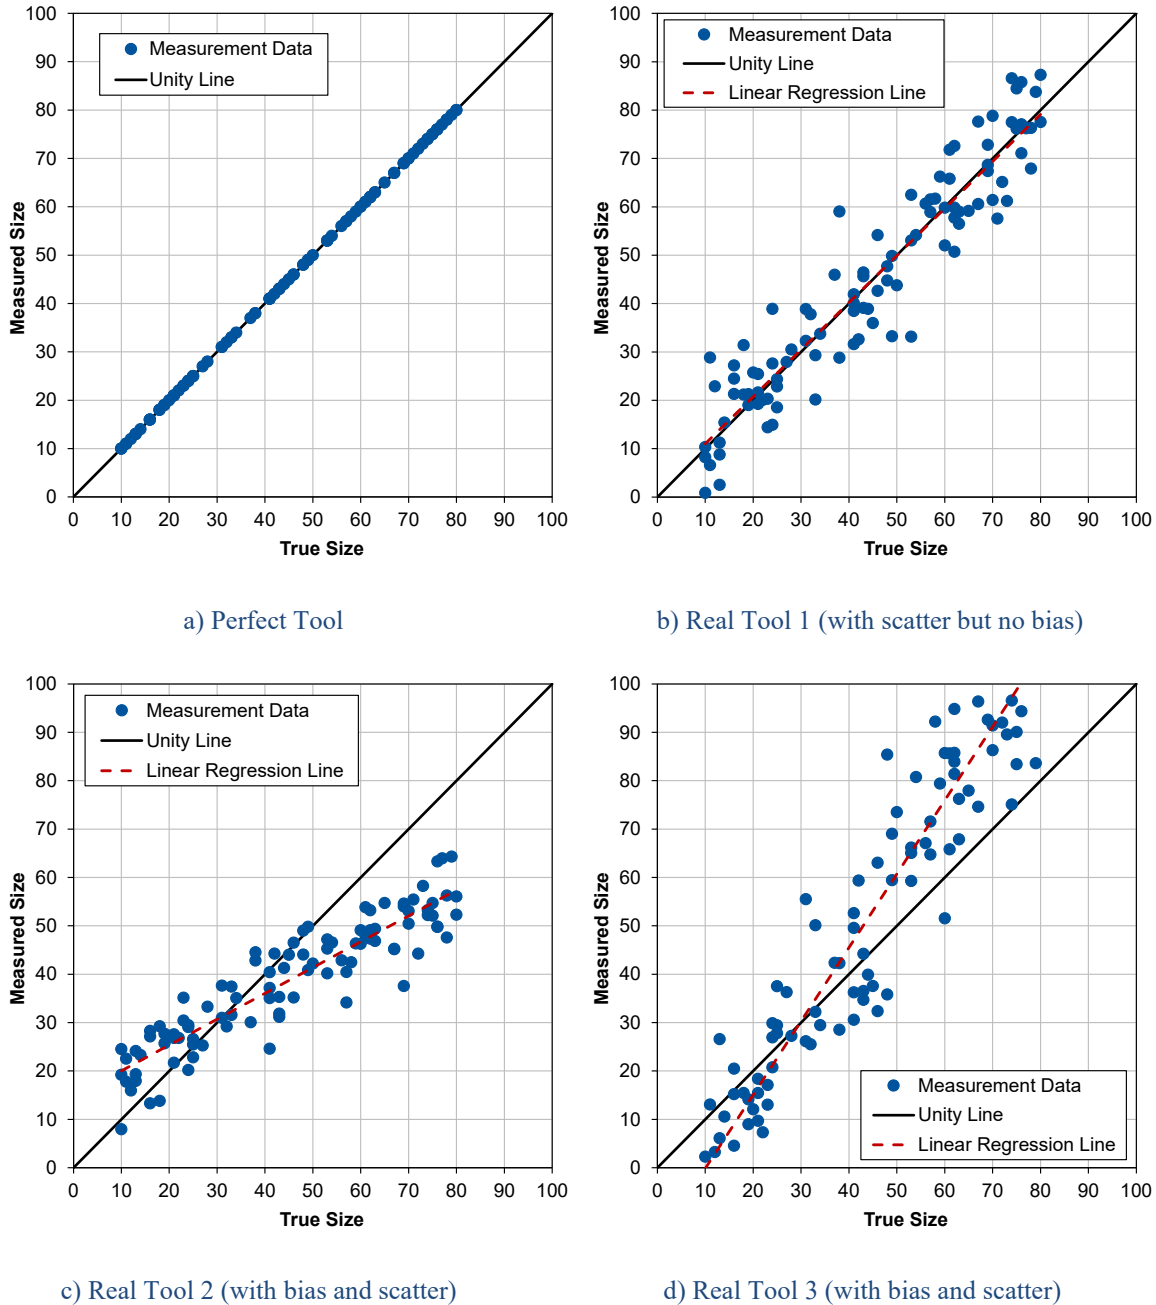 100
90
80
70
60
50
40
30
20
10
0
Measured Size
Measurement Data
Unity Line
0 10 20 30 40 50 60 70 80 90 100
True Size
a) Perfect Tool
100
90
80
70
60
50
40
30
20
10
0
Measured Size
Measurement Data
Unity Line
Linear Regression Line
0 10 20 30 40 50 60 70 80 90 100
True Size
b) Real Tool 1 (with scatter but no bias)
100
90
80
70
60
50
40
30
20
10
0
Measured Size
Measurement Data
Unity Line
Linear Regression Line
0 10 20 30 40 50 60 70 80 90 100
True Size
c) Real Tool 2 (with bias and scatter)
100
90
80
70
60
50
40
30
20
10
0
Measured Size
Measurement Data
Unity Line
Linear Regression Line
0 10 20 30 40 50 60 70 80 90 100
True Size
d) Real Tool 3 (with bias and scatter)